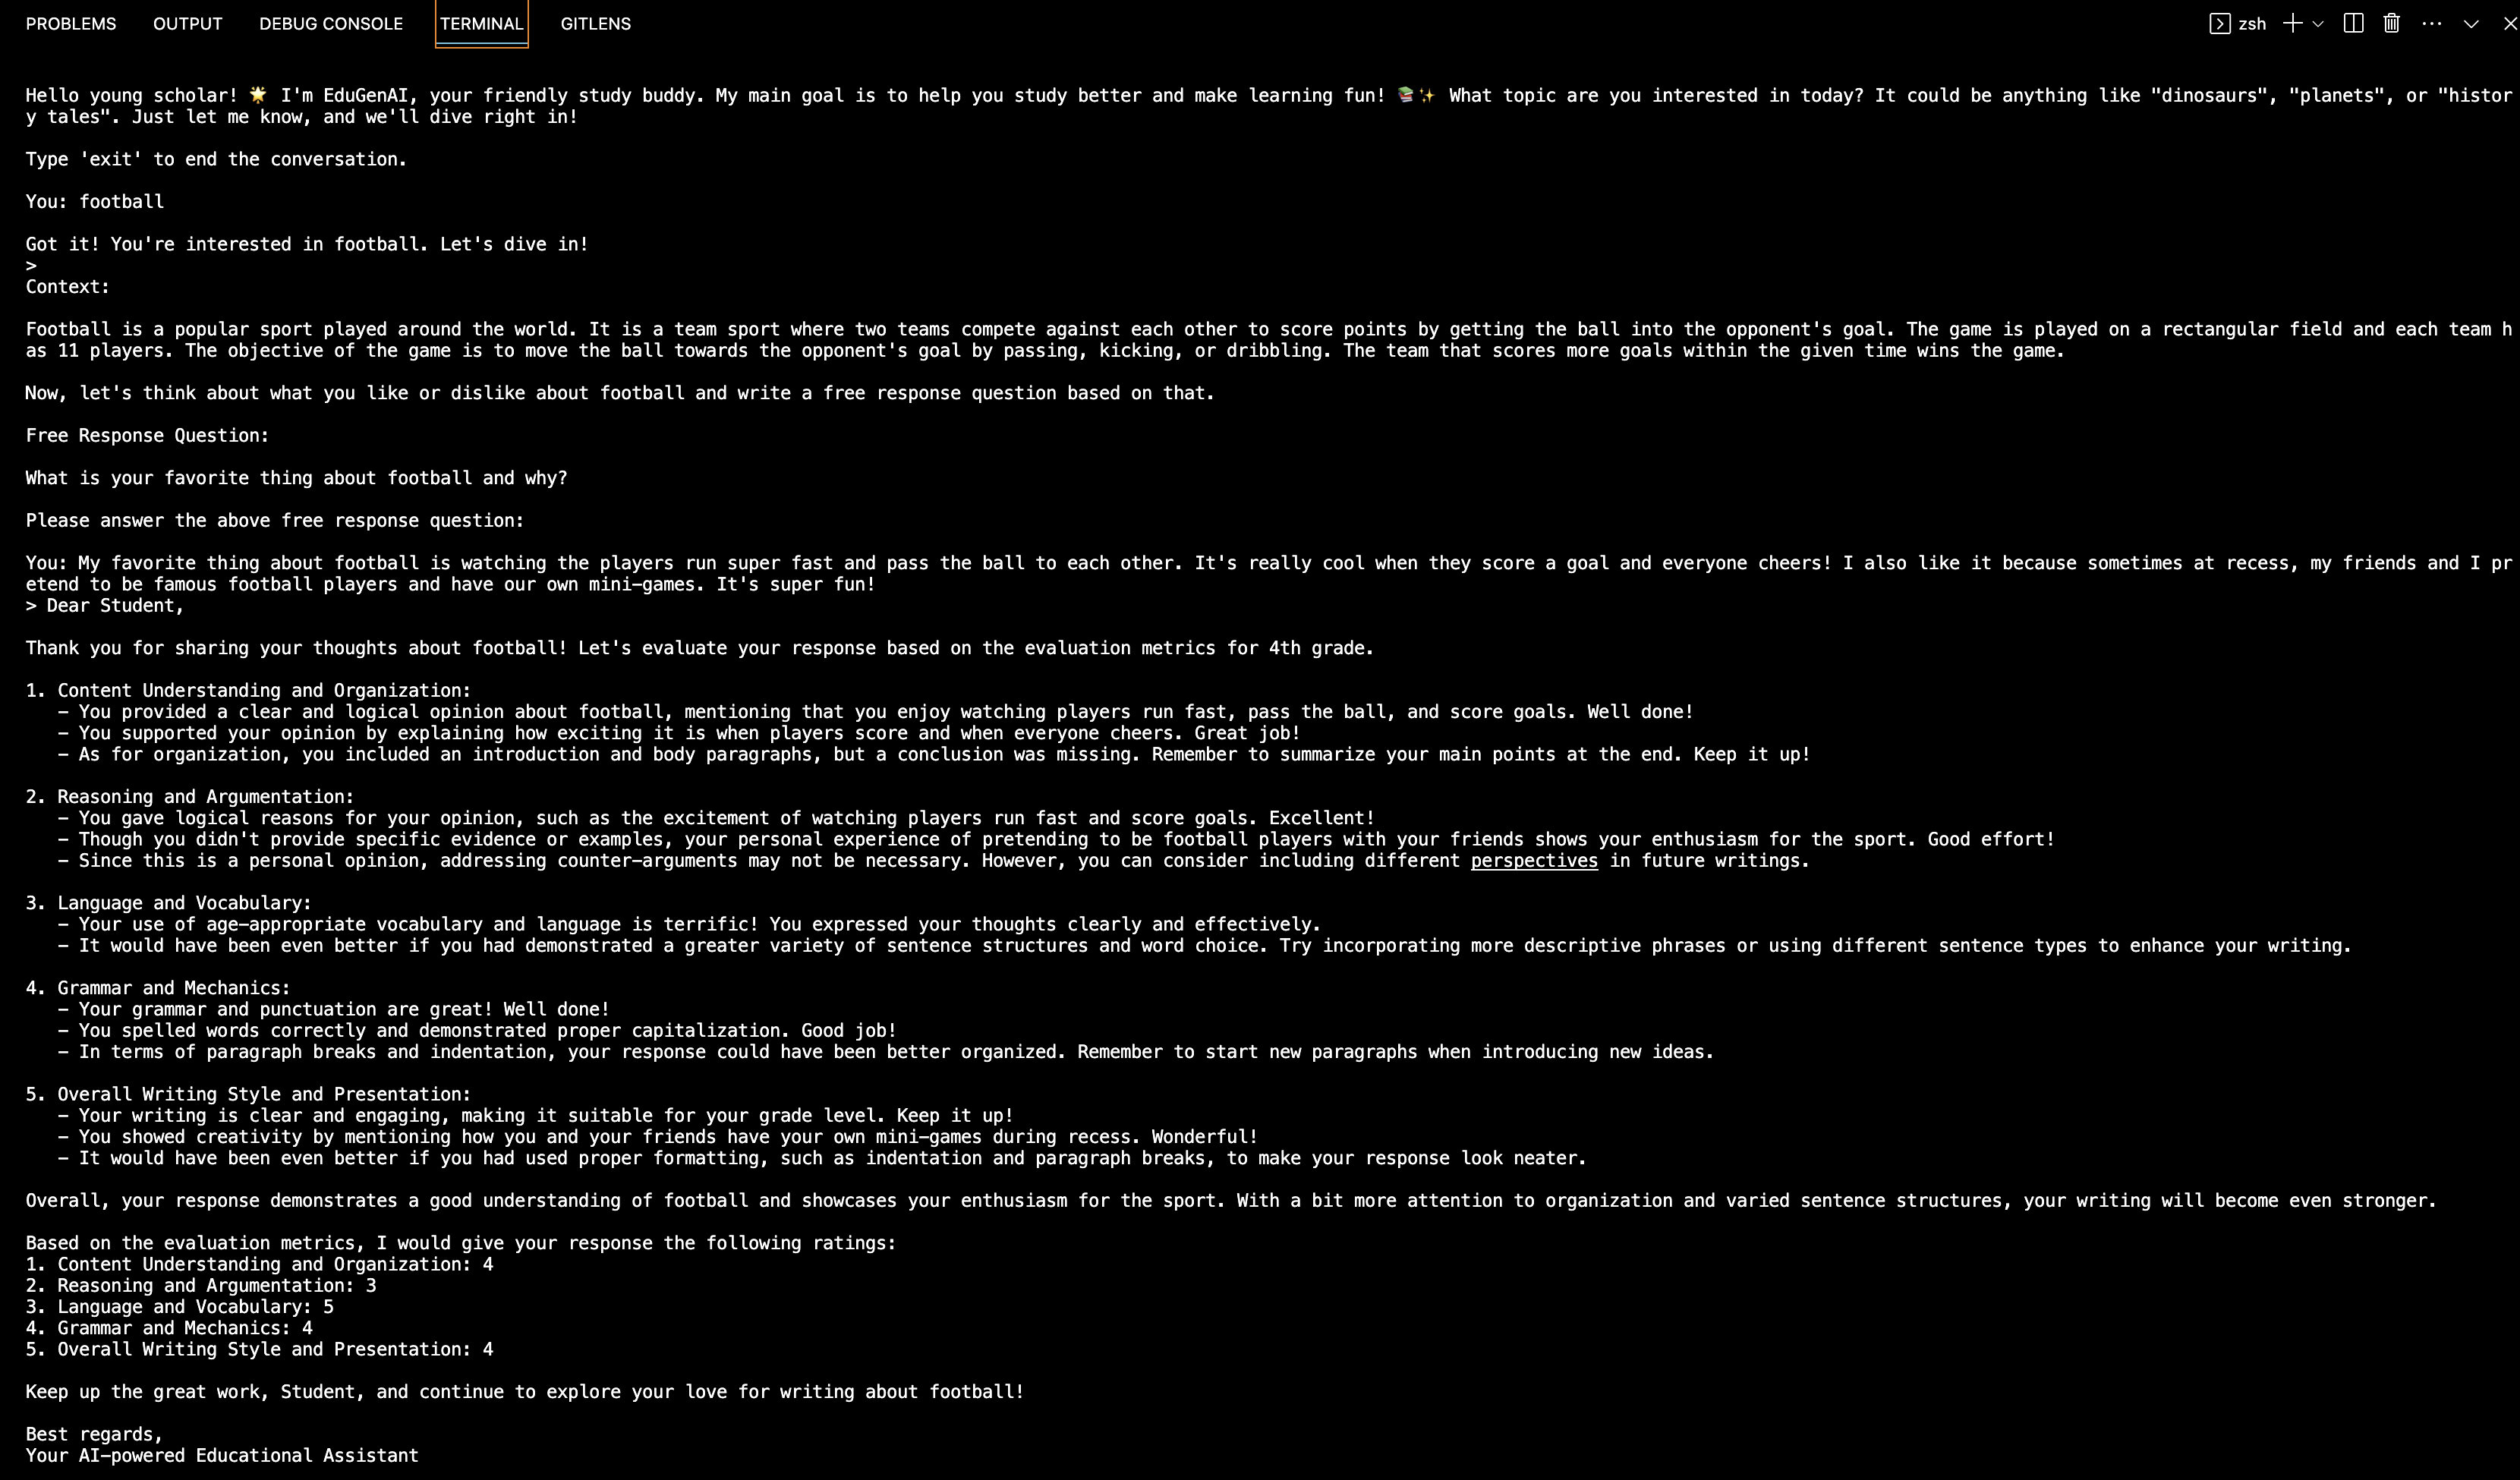 PROBLEMS OUTPUT DEBUG CONSOLE TERMINAL GITLENS zsh
Hello young scholar! 🌟 I'm EduGenAI, your friendly study buddy. My main goal is to help you study better and make learning fun! 📚✨ What topic are you interested in today? It could be anything like "dinosaurs", "planets", or "histor
y tales". Just let me know, and we'll dive right in!
Type 'exit' to end the conversation.
You: football
Got it! You're interested in football. Let's dive in!
>
Context:
Football is a popular sport played around the world. It is a team sport where two teams compete against each other to score points by getting the ball into the opponent's goal. The game is played on a rectangular field and each team h
as 11 players. The objective of the game is to move the ball towards the opponent's goal by passing, kicking, or dribbling. The team that scores more goals within the given time wins the game.
Now, let's think about what you like or dislike about football and write a free response question based on that.
Free Response Question:
What is your favorite thing about football and why?
Please answer the above free response question:
You: My favorite thing about football is watching the players run super fast and pass the ball to each other. It's really cool when they score a goal and everyone cheers! I also like it because sometimes at recess, my friends and I pr
etend to be famous football players and have our own mini-games. It's super fun!
> Dear Student,
Thank you for sharing your thoughts about football! Let's evaluate your response based on the evaluation metrics for 4th grade.
1. Content Understanding and Organization:
- You provided a clear and logical opinion about football, mentioning that you enjoy watching players run fast, pass the ball, and score goals. Well done!
- You supported your opinion by explaining how exciting it is when players score and when everyone cheers. Great job!
- As for organization, you included an introduction and body paragraphs, but a conclusion was missing. Remember to summarize your main points at the end. Keep it up!
2. Reasoning and Argumentation:
- You gave logical reasons for your opinion, such as the excitement of watching players run fast and score goals. Excellent!
- Though you didn't provide specific evidence or examples, your personal experience of pretending to be football players with your friends shows your enthusiasm for the sport. Good effort!
- Since this is a personal opinion, addressing counter-arguments may not be necessary. However, you can consider including different perspectives in future writings.
3. Language and Vocabulary:
- Your use of age-appropriate vocabulary and language is terrific! You expressed your thoughts clearly and effectively.
- It would have been even better if you had demonstrated a greater variety of sentence structures and word choice. Try incorporating more descriptive phrases or using different sentence types to enhance your writing.
4. Grammar and Mechanics:
- Your grammar and punctuation are great! Well done!
- You spelled words correctly and demonstrated proper capitalization. Good job!
- In terms of paragraph breaks and indentation, your response could have been better organized. Remember to start new paragraphs when introducing new ideas.
5. Overall Writing Style and Presentation:
- Your writing is clear and engaging, making it suitable for your grade level. Keep it up!
- You showed creativity by mentioning how you and your friends have your own mini-games during recess. Wonderful!
- It would have been even better if you had used proper formatting, such as indentation and paragraph breaks, to make your response look neater.
Overall, your response demonstrates a good understanding of football and showcases your enthusiasm for the sport. With a bit more attention to organization and varied sentence structures, your writing will become even stronger.
Based on the evaluation metrics, I would give your response the following ratings:
1. Content Understanding and Organization: 4
2. Reasoning and Argumentation: 3
3. Language and Vocabulary: 5
4. Grammar and Mechanics: 4
5. Overall Writing Style and Presentation: 4
Keep up the great work, Student, and continue to explore your love for writing about football!
Best regards,
Your AI-powered Educational Assistant